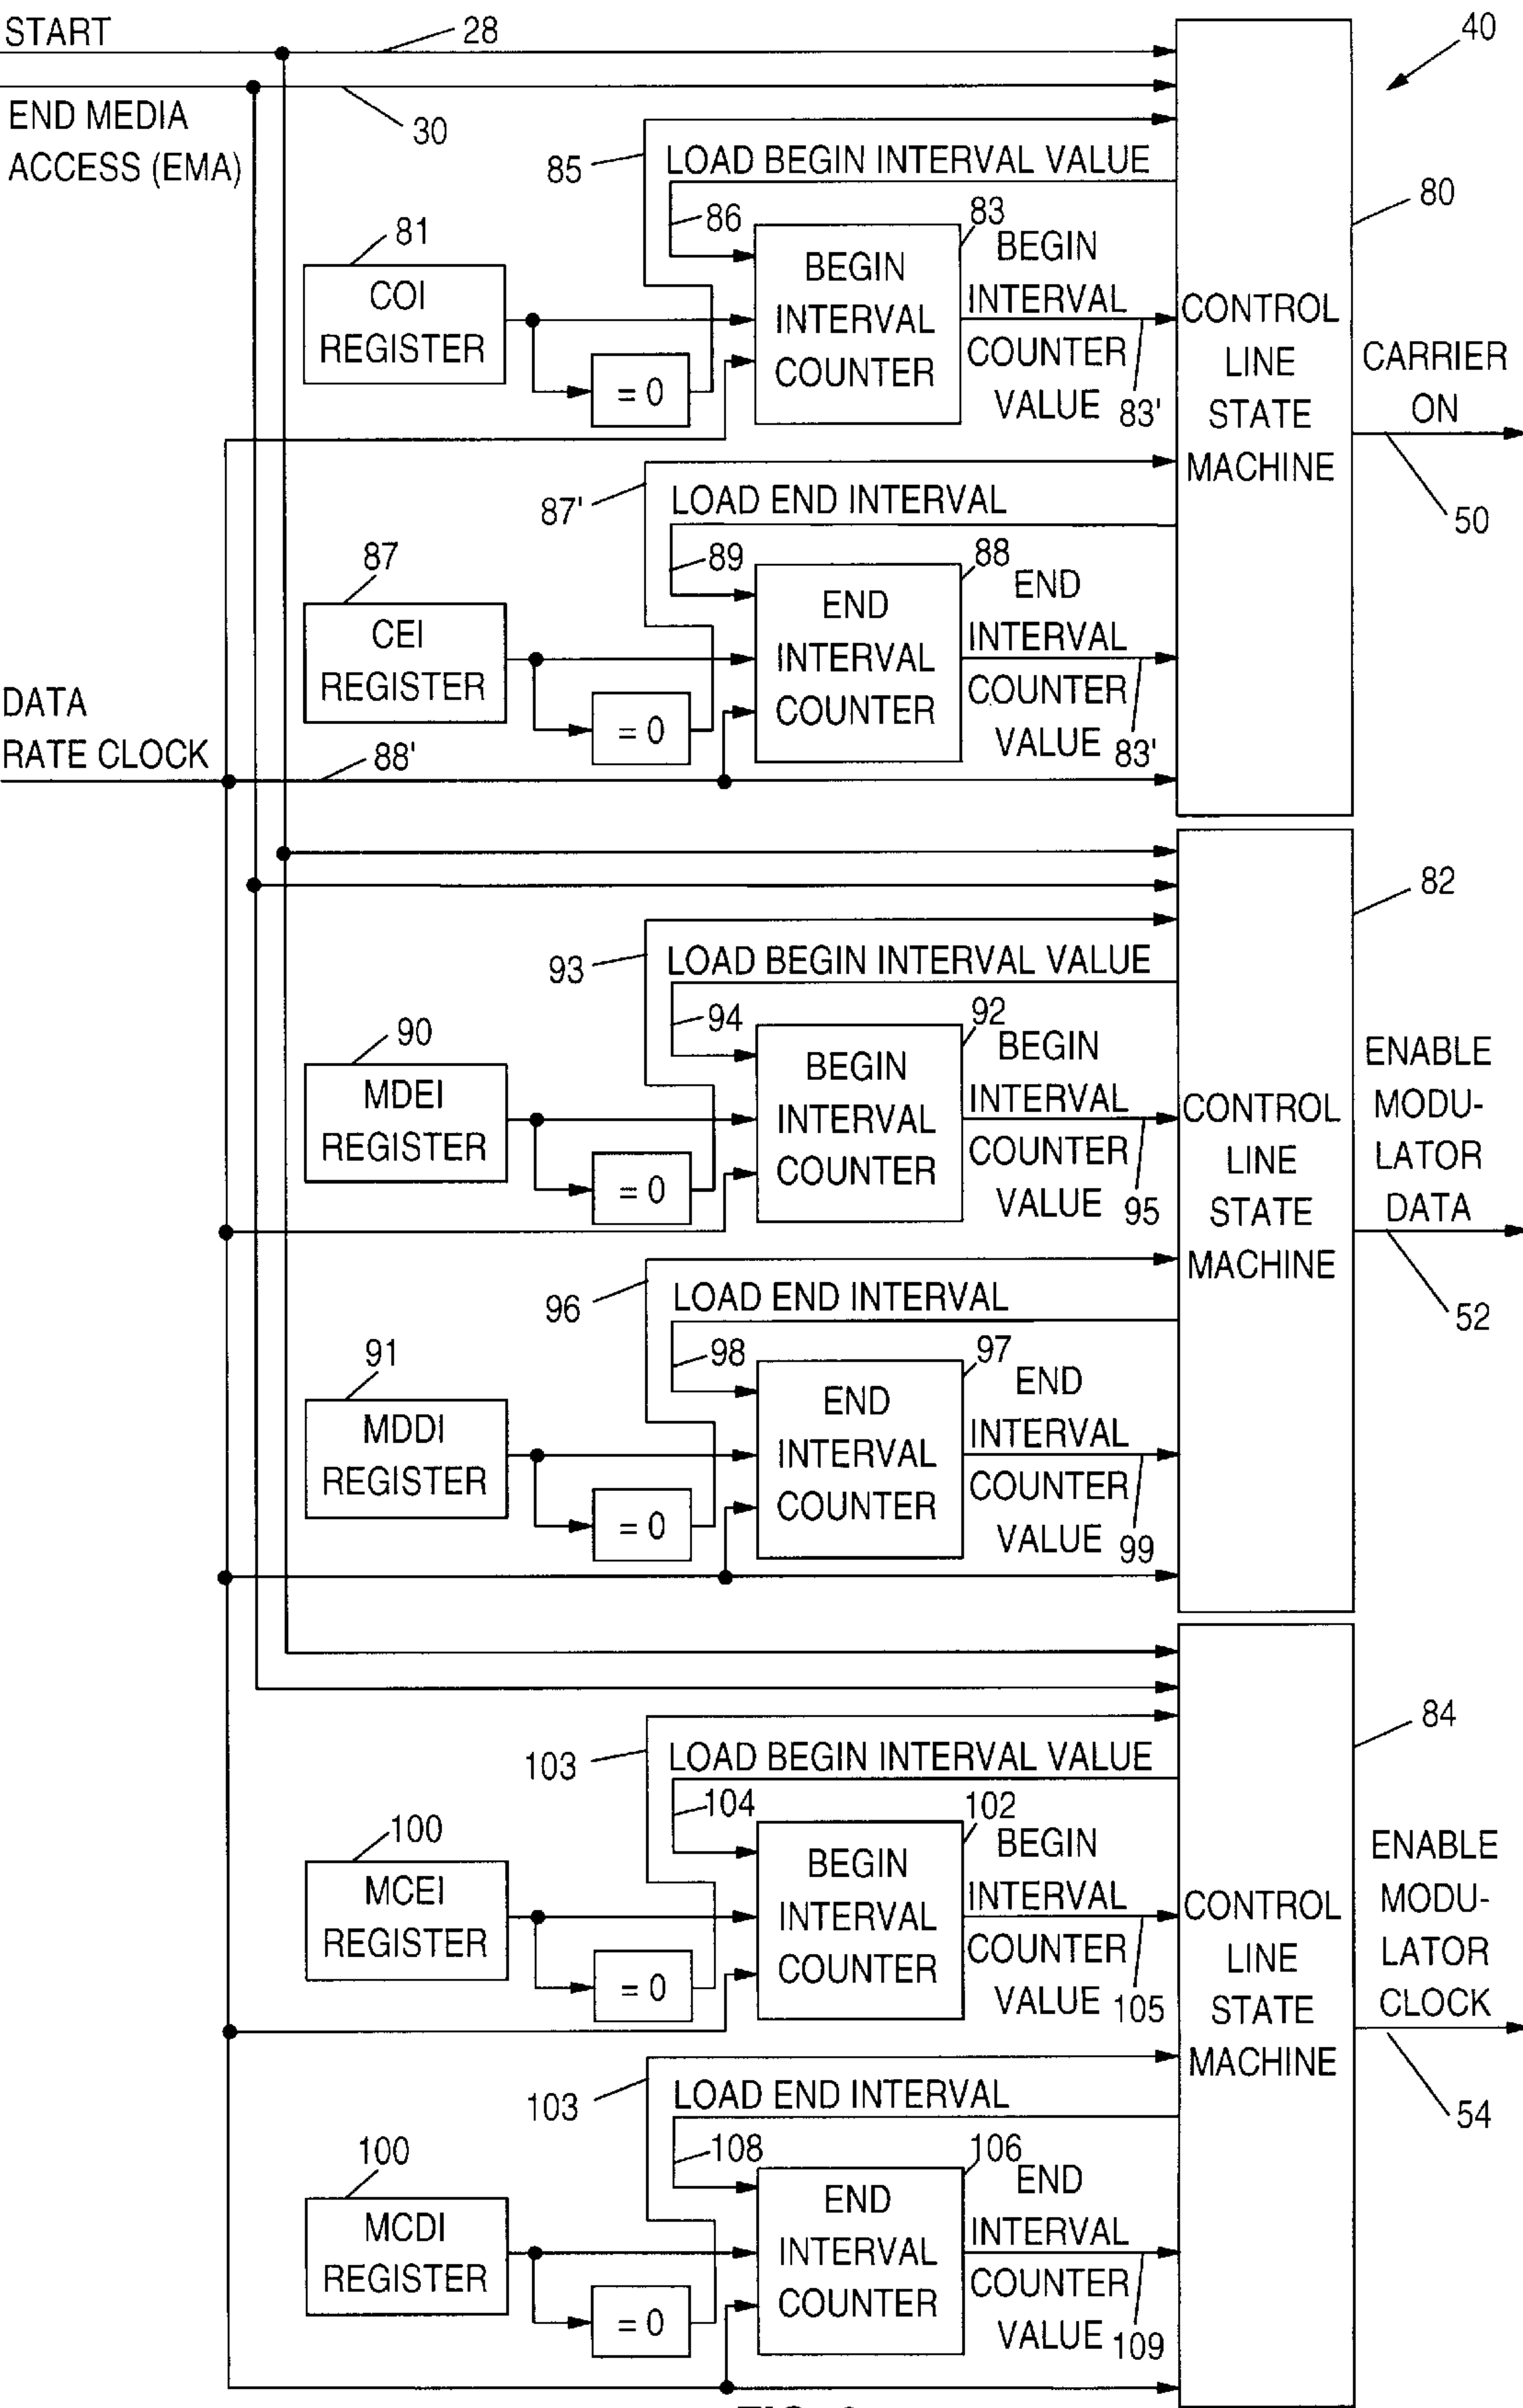 START
28
40
END MEDIA
ACCESS (EMA)
30
85
LOAD BEGIN INTERVAL VALUE
80
86
83
81
COI
REGISTER
= 0
BEGIN
INTERVAL
COUNTER
BEGIN
INTERVAL
COUNTER
VALUE 83'
CONTROL
LINE
STATE
MACHINE
CARRIER
ON
50
87'
LOAD END INTERVAL
89
88
87
CEI
REGISTER
= 0
END
INTERVAL
COUNTER
END
INTERVAL
COUNTER
VALUE 83'
DATA
RATE CLOCK
88'
82
93
LOAD BEGIN INTERVAL VALUE
94
92
90
MDEI
REGISTER
= 0
BEGIN
INTERVAL
COUNTER
BEGIN
INTERVAL
COUNTER
VALUE 95
CONTROL
LINE
STATE
MACHINE
ENABLE
MODU-
LATOR
DATA
52
96
LOAD END INTERVAL
98
97
91
MDDI
REGISTER
= 0
END
INTERVAL
COUNTER
END
INTERVAL
COUNTER
VALUE 99
84
103
LOAD BEGIN INTERVAL VALUE
104
102
100
MCEI
REGISTER
= 0
BEGIN
INTERVAL
COUNTER
BEGIN
INTERVAL
COUNTER
VALUE 105
CONTROL
LINE
STATE
MACHINE
ENABLE
MODU-
LATOR
CLOCK
54
103
LOAD END INTERVAL
108
106
100
MCDI
REGISTER
= 0
END
INTERVAL
COUNTER
END
INTERVAL
COUNTER
VALUE 109